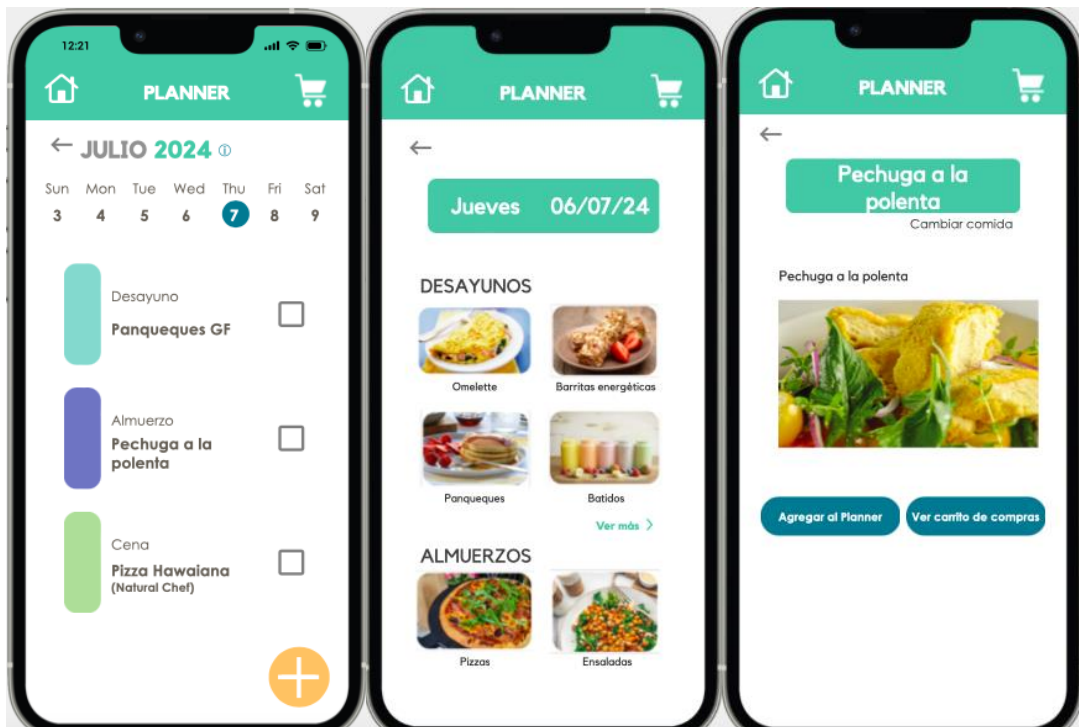 12:21
PLANNER
JULIO 2024
Sun Mon Tue Wed Thu Fri Sat
3 4 5 6 7 8 9
Desayuno
Panqueques GF
Almuerzo
Pechuga a la
polenta
Cena
Pizza Hawaiana
(Natural Chef)
PLANNER
Jueves 06/07/24
DESAYUNOS
Omelette Barritas energéticas
Panqueques Batidos
Ver más >
ALMUERZOS
Pizzas Ensaladas
PLANNER
Pechuga a la
polenta
Cambiar comida
Pechuga a la polenta
Agregar al Planner Ver carrito de compras